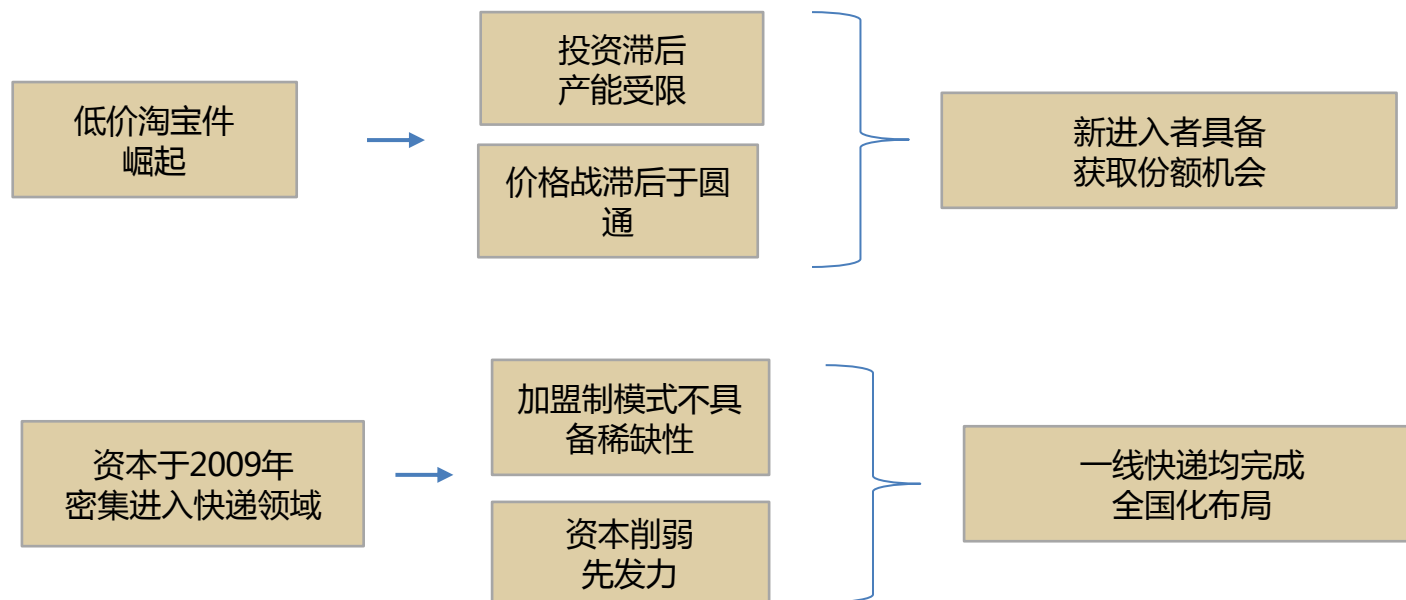 低价淘宝件
崛起
投资滞后
产能受限
价格战滞后于圆
通
新进入者具备
获取份额机会
资本于2009年
密集进入快递领域
加盟制模式不具
备稀缺性
资本削弱
先发力
一线快递均完成
全国化布局